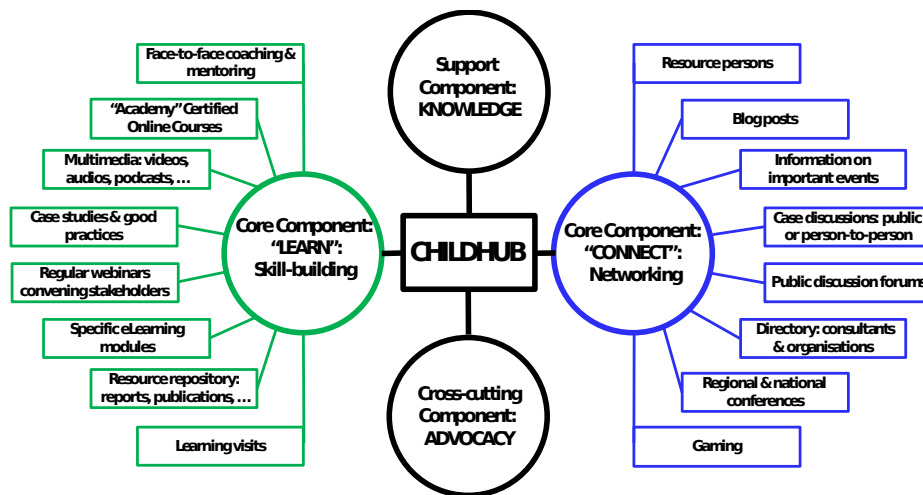 Face-to-face coaching &
mentoring
"Academy" Certified
Online Courses
Multimedia: videos,
audios, podcasts, …
Case studies & good
practices
Regular webinars
convening stakeholders
Specific eLearning
modules
Resource repository:
reports, publications, …
Learning visits
Core Component:
"LEARN":
Skill-building
Support
Component:
KNOWLEDGE
CHILDHUB
Cross-cutting
Component:
ADVOCACY
Core Component:
"CONNECT":
Networking
Resource persons
Blog posts
Information on
important events
Case discussions: public
or person-to-person
Public discussion forums
Directory: consultants
& organisations
Regional & national
conferences
Gaming